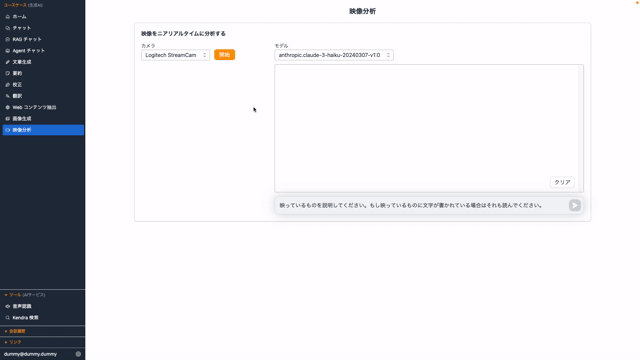 ユースケース (生成AI)
ホーム
チャット
RAG チャット
Agent チャット
文章生成
要約
校正
翻訳
Web コンテンツ抽出
画像生成
映像分析
ツール (AIサービス)
音声認識
Kendra 検索
会話履歴
リンク
dummy@dummy.dummy
映像分析
映像をニアリアルタイムに分析する
カメラ
Logitech StreamCam
開始
モデル
anthropic.claude-3-haiku-20240307-v1:0
クリア
映っているものを説明してください。もし映っているものに文字が書かれている場合はそれも読んでください。